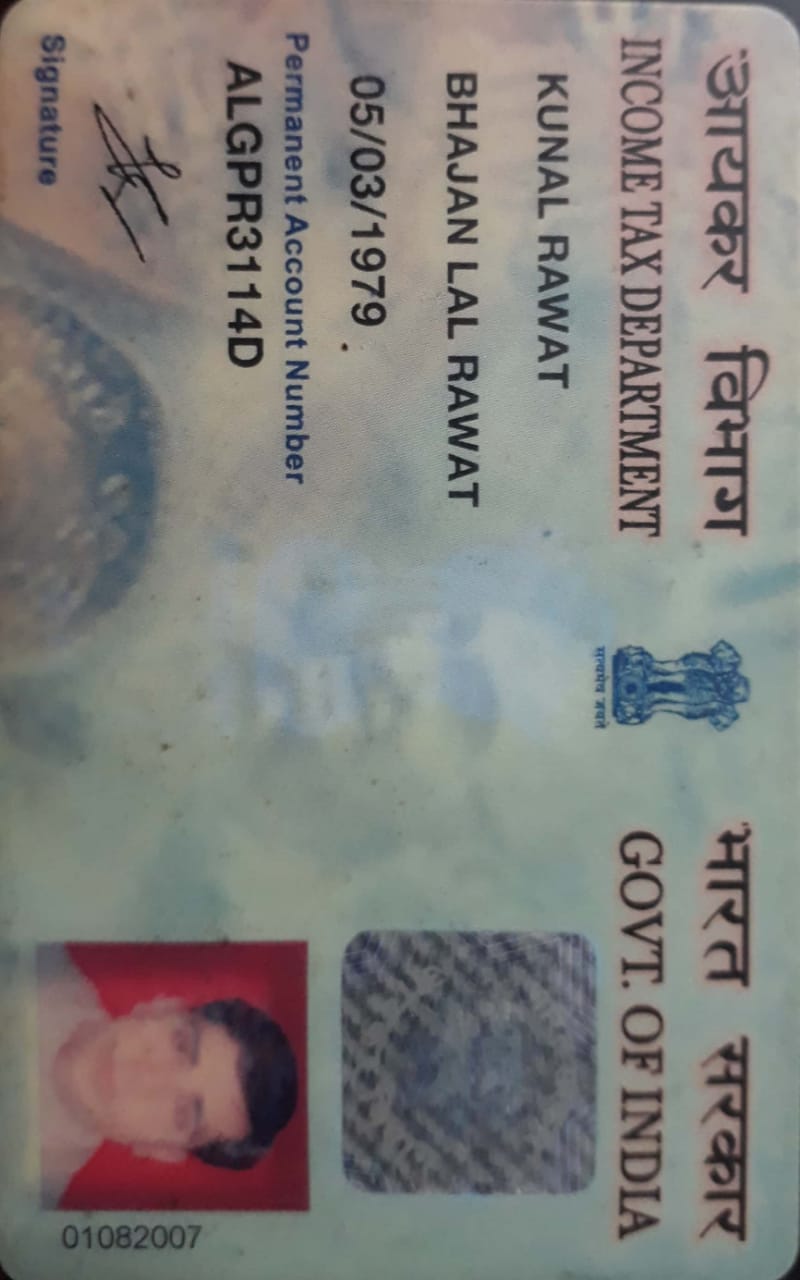 आयकर विभाग
INCOME TAX DEPARTMENT
सत्यमेव जयते
भारत सरकार
GOVT. OF INDIA
KUNAL RAWAT
BHAJAN LAL RAWAT
05/03/1979
Permanent Account Number
ALGPR3114D
Signature
01082007